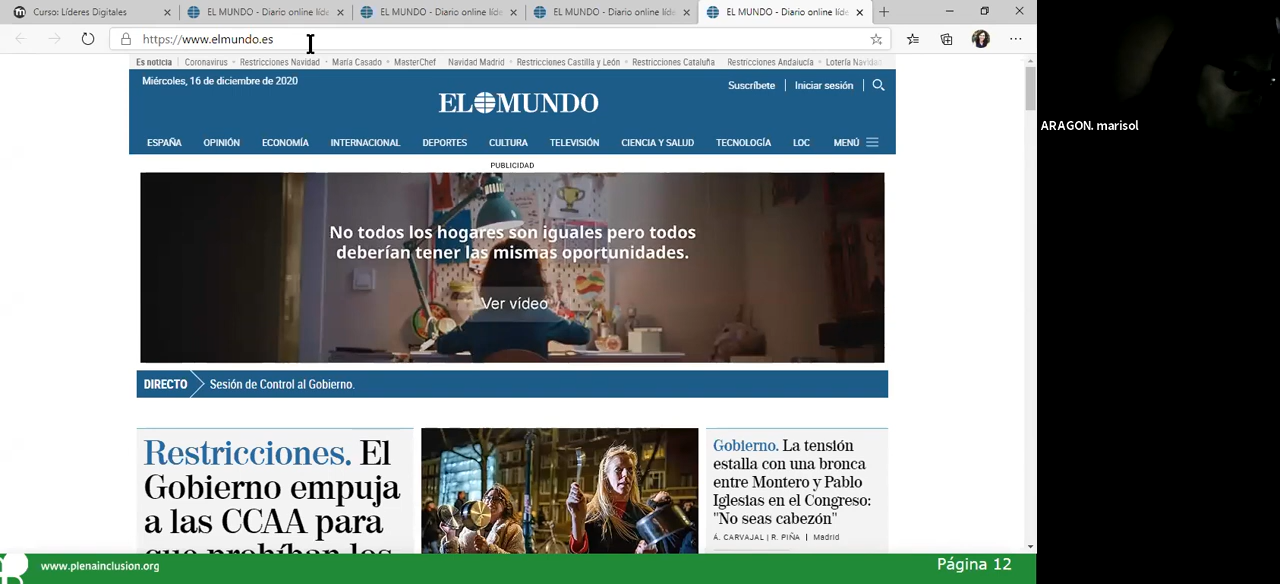 Curso: Líderes Digitales
EL MUNDO - Diario online líde
EL MUNDO - Diario online líde
EL MUNDO - Diario online líde
EL MUNDO - Diario online líde
https://www.elmundo.es
Es noticia Coronavirus Restricciones Navidad María Casado MasterChef Navidad Madrid Restricciones Castilla y León Restricciones Cataluña Restricciones Andalucía Lotería Navidad
Miércoles, 16 de diciembre de 2020
Suscríbete Iniciar sesión
EL MUNDO
ESPAÑA OPINIÓN ECONOMÍA INTERNACIONAL DEPORTES CULTURA TELEVISIÓN CIENCIA Y SALUD TECNOLOGÍA LOC MENÚ
PUBLICIDAD
No todos los hogares son iguales pero todos
deberían tener las mismas oportunidades.
Ver vídeo
DIRECTO Sesión de Control al Gobierno.
Restricciones. El
Gobierno empuja
a las CCAA para
que prohíban los
Gobierno. La tensión
estalla con una bronca
entre Montero y Pablo
Iglesias en el Congreso:
"No seas cabezón"
Á. CARVAJAL | R. PIÑA | Madrid
ARAGON. marisol
www.plenainclusion.org
Página 12